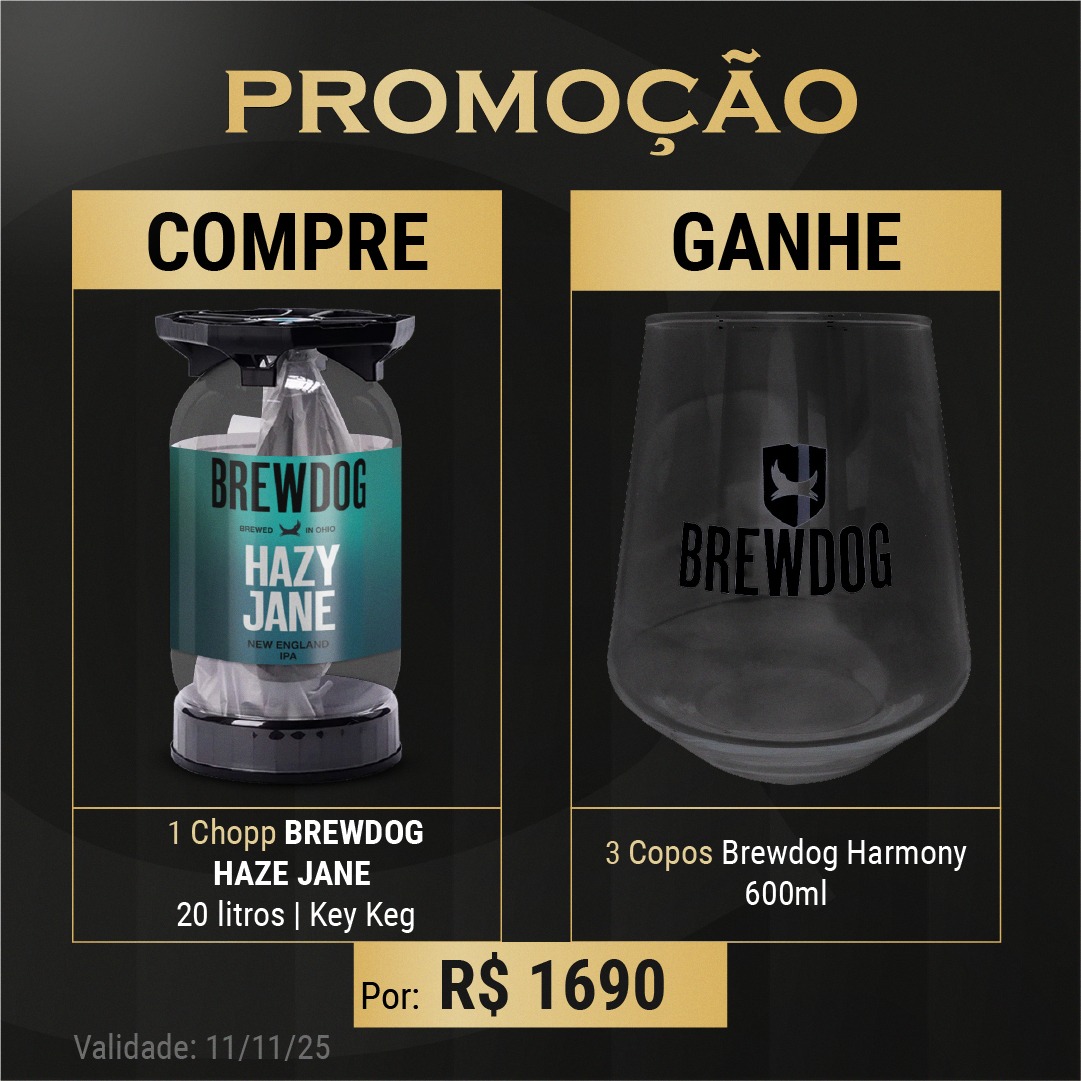 PROMOÇÃO
COMPRE
BREWDOG
BREWED IN OHIO
HAZY
JANE
NEW ENGLAND
IPA
1 Chopp BREWDOG
HAZE JANE
20 litros | Key Keg
GANHE
BREWDOG
3 Copos Brewdog Harmony
600ml
Por: R$ 1690
Validade: 11/11/25